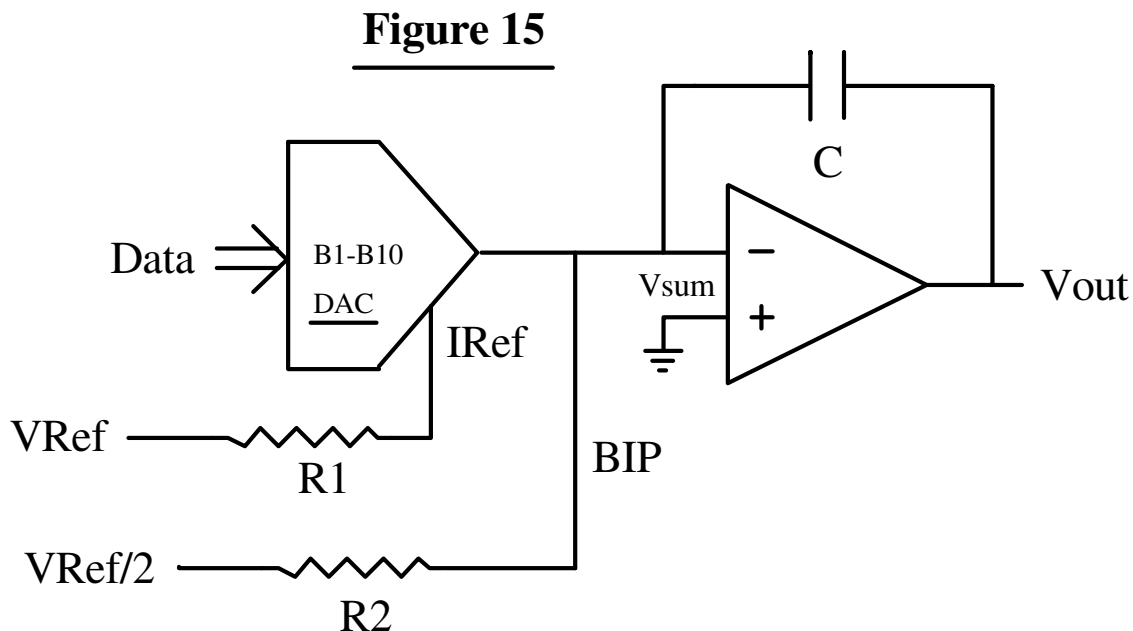 Figure 15
C
Data
B1-B10
DAC
Vsum
−
+
Vout
IRef
VRef
R1
BIP
VRef/2
R2